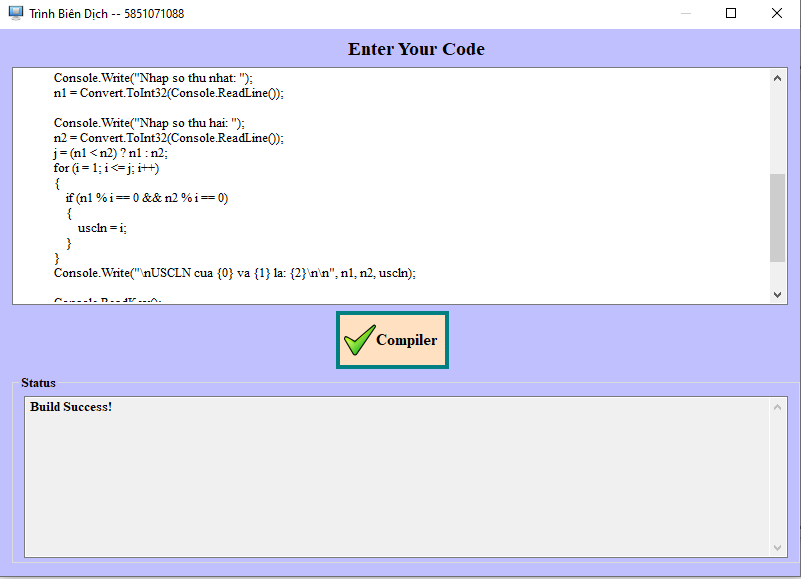 Trình Biên Dịch -- 5851071088
Enter Your Code
Console.Write("Nhap so thu nhat: ");
n1 = Convert.ToInt32(Console.ReadLine());
Console.Write("Nhap so thu hai: ");
n2 = Convert.ToInt32(Console.ReadLine());
j = (n1 < n2) ? n1 : n2;
for (i = 1; i <= j; i++)
{
if (n1 % i == 0 && n2 % i == 0)
{
uscln = i;
}
}
Console.Write("\nUSCLN cua {0} va {1} la: {2}\n\n", n1, n2, uscln);
Console.ReadKey();
Compiler
Status
Build Success!